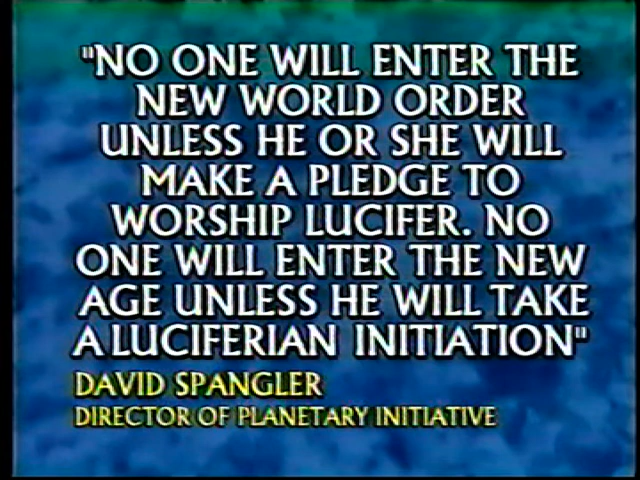 "NO ONE WILL ENTER THE
NEW WORLD ORDER
UNLESS HE OR SHE WILL
MAKE A PLEDGE TO
WORSHIP LUCIFER. NO
ONE WILL ENTER THE NEW
AGE UNLESS HE WILL TAKE
A LUCIFERIAN INITIATION"
DAVID SPANGLER
DIRECTOR OF PLANETARY INITIATIVE